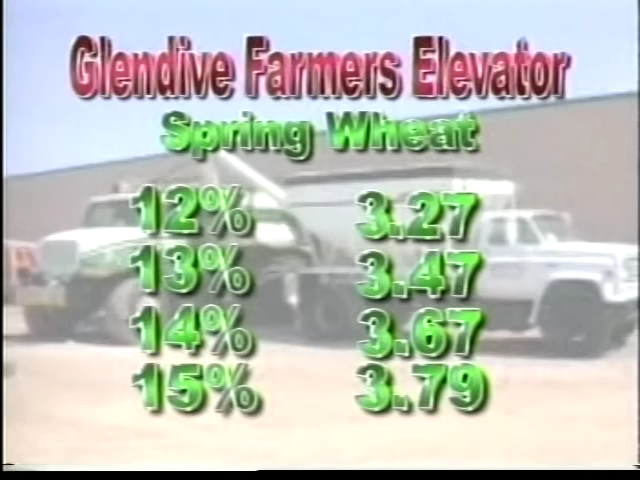 Glendive Farmers Elevator
Spring Wheat
12% 3.27
13% 3.47
14% 3.67
15% 3.79